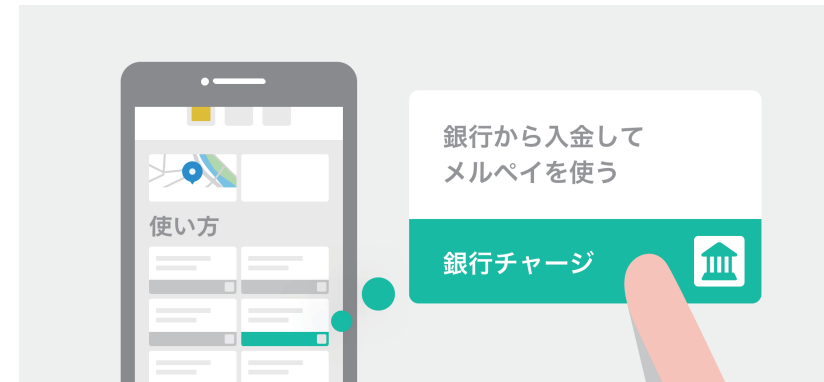 使い方
銀行から入金して
メルペイを使う
銀行チャージ